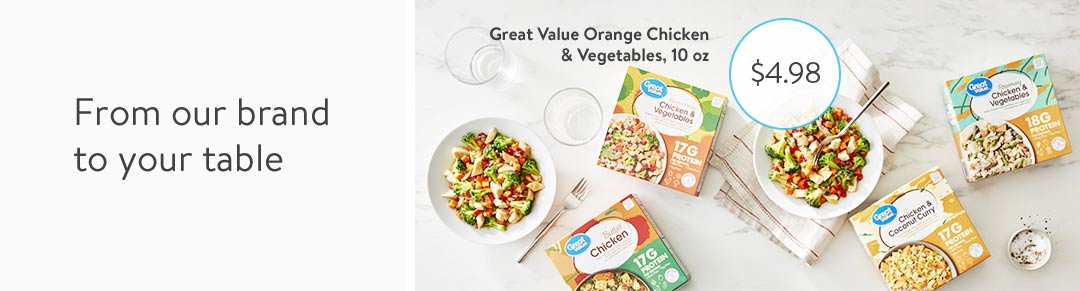 From our brand
to your table
Great Value Orange Chicken
& Vegetables, 10 oz
$4.98
Great
Value
Chicken &
Vegetables
17G
PROTEIN
Great
Value
Rosemary
Chicken &
Vegetables
18G
PROTEIN
Great
Value
Butter
Chicken
17G
PROTEIN
Great
Value
Chicken &
Coconut Curry
17G
PROTEIN